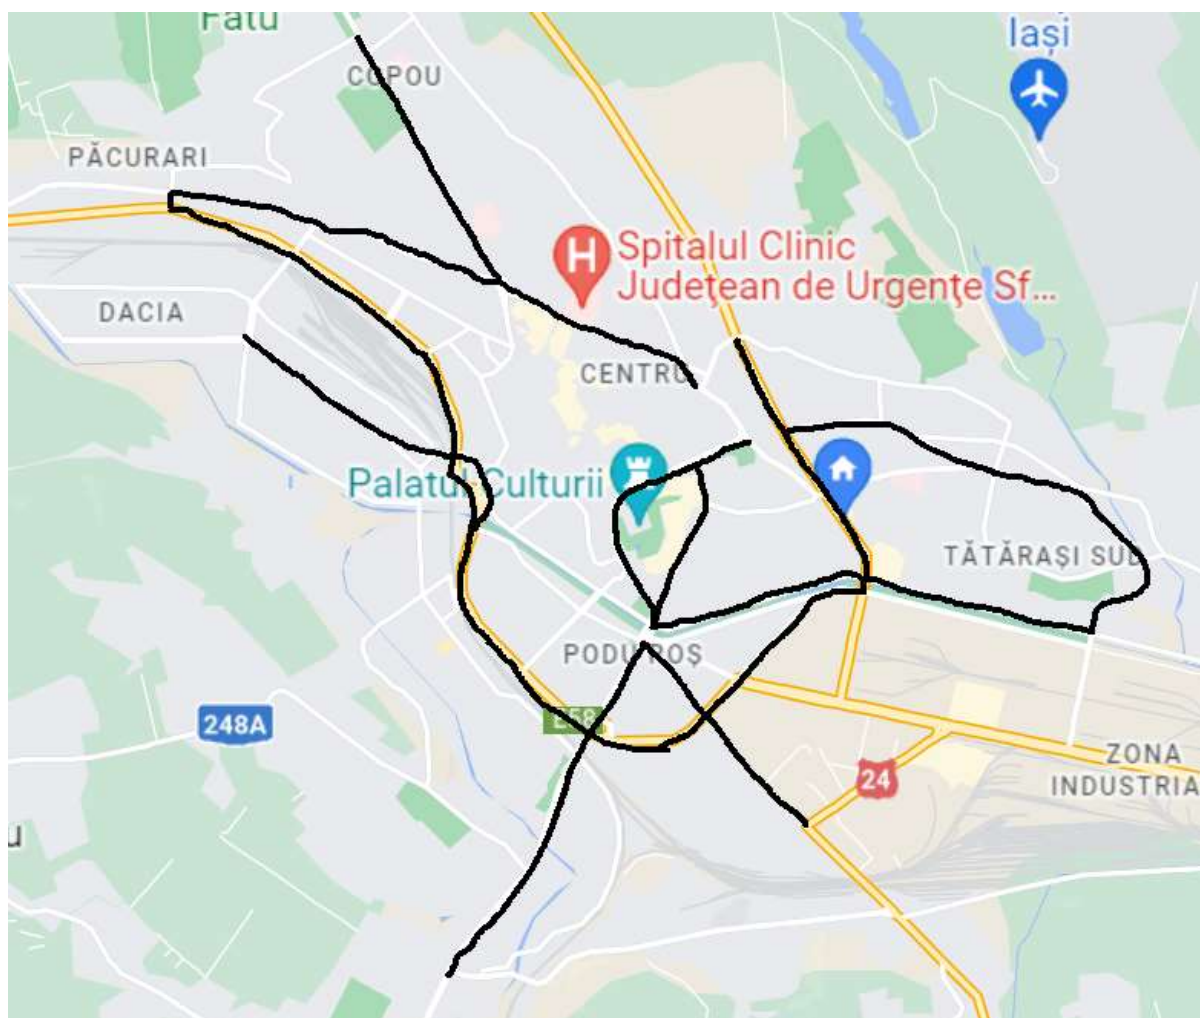 Fătu
Iași
COPOU
PĂCURARI
Spitalul Clinic
Județean de Urgențe Sf...
DACIA
CENTRU
Palatul Culturii
TĂTĂRAȘI SUD
PODU ROȘ
E58
248A
24
ZONA
INDUSTRIA
u